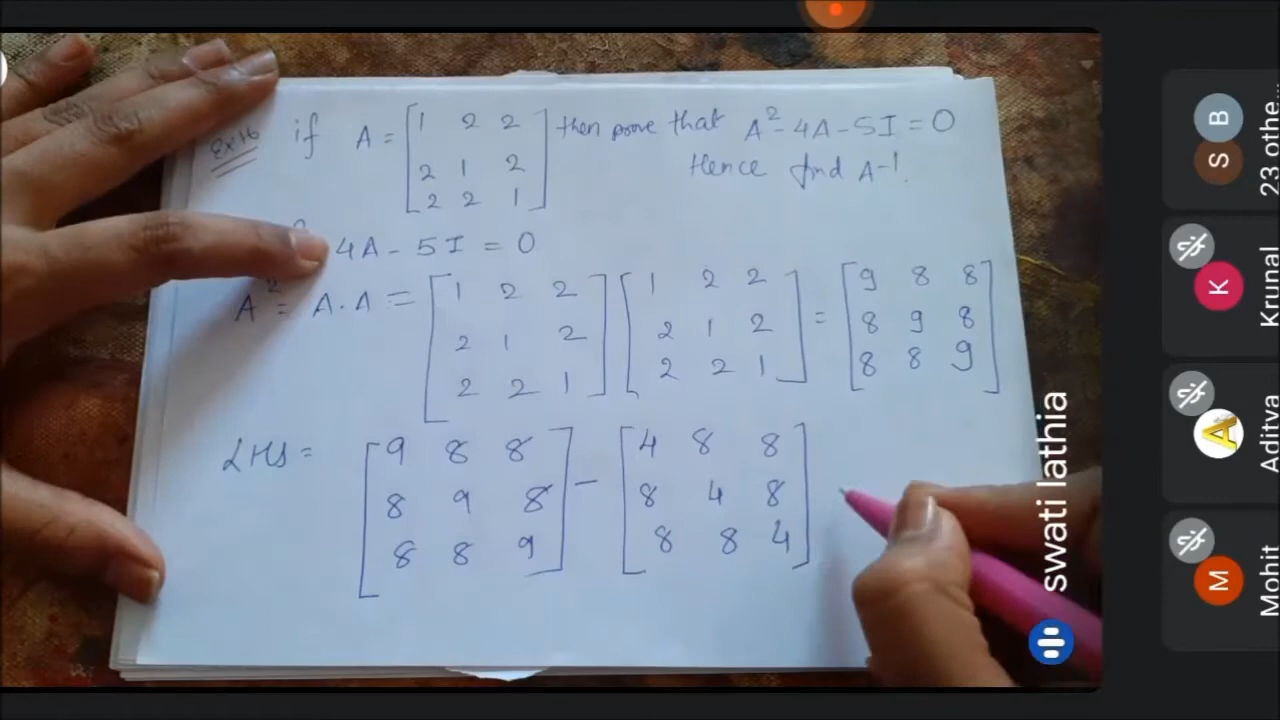 Ex 16 if A = [1 2 2] then prove that A² - 4A - 5I = 0
[2 1 2] Hence find A-1.
[2 2 1]
4A - 5I = 0
A² = A.A = [1 2 2] [1 2 2] = [9 8 8]
[2 1 2] [2 1 2] [8 9 8]
[2 2 1] [2 2 1] [8 8 9]
LHS = [9 8 8] - [4 8 8]
[8 9 8] [8 4 8]
[8 8 9] [8 8 4]
swati lathia
S B
23 othe...
K
Krunal
A
Aditya
M
Mohit